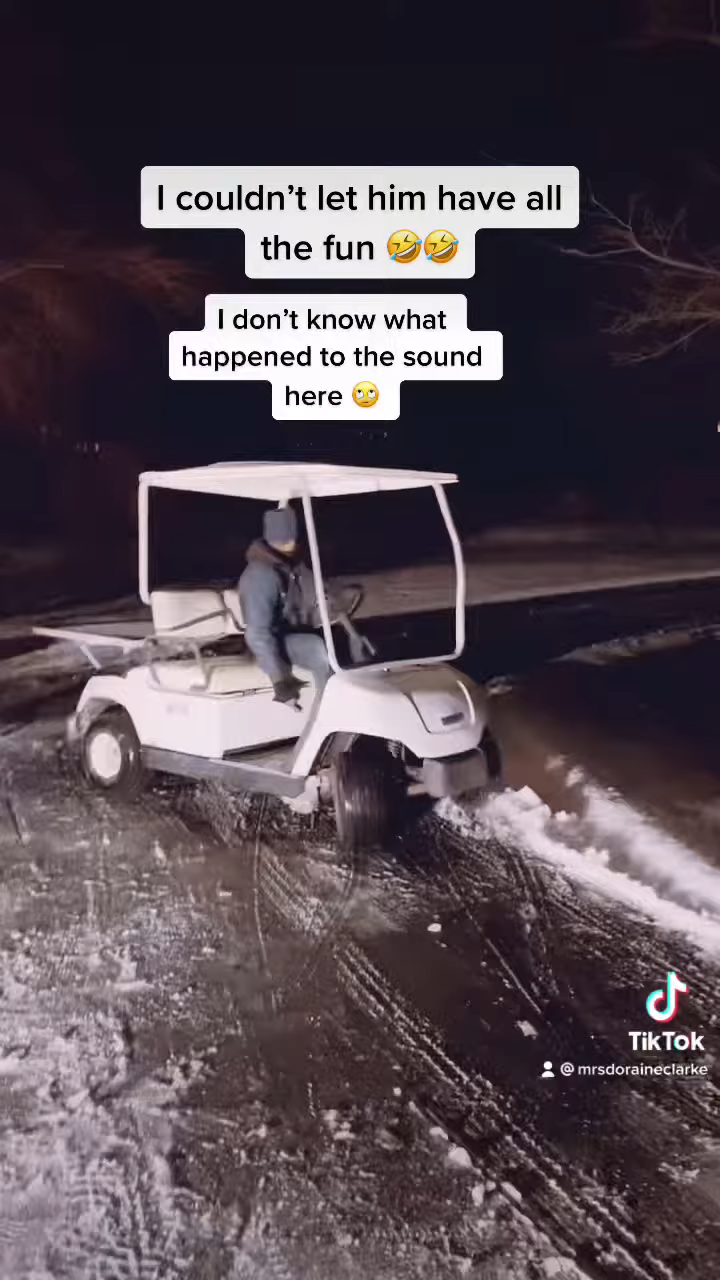 I couldn’t let him have all
the fun 🤣🤣
I don’t know what
happened to the sound
here 🙄
TikTok
@mrsdoraineclarke